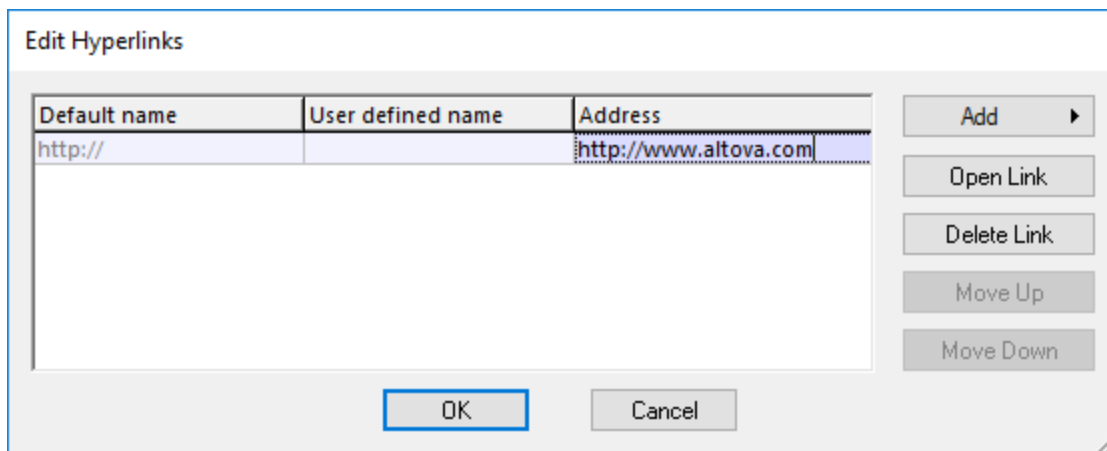 Edit Hyperlinks
Default name User defined name Address
http:// http://www.altova.com
Add
Open Link
Delete Link
Move Up
Move Down
OK Cancel